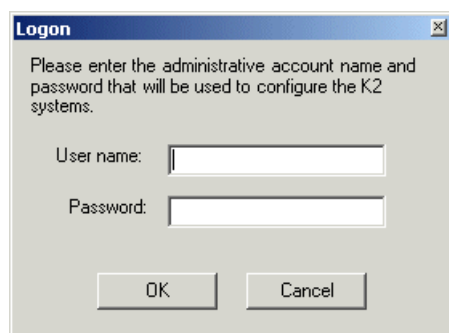 Logon
Please enter the administrative account name and
password that will be used to configure the K2
systems.
User name:
Password:
OK Cancel